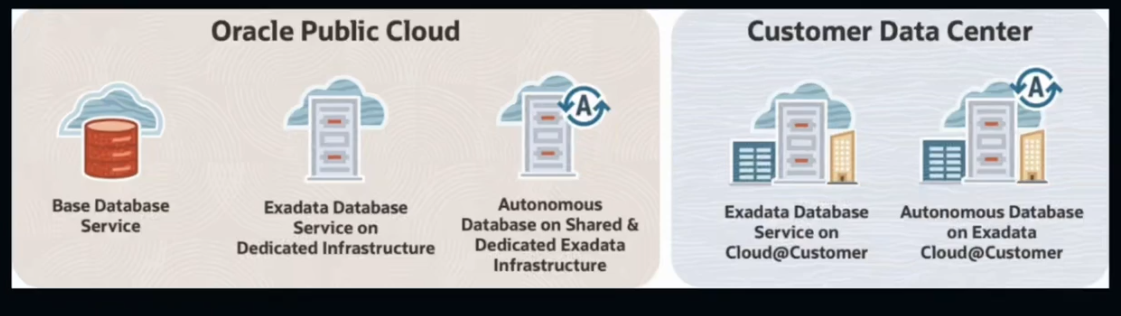 Oracle Public Cloud
Base Database
Service
Exadata Database
Service on
Dedicated Infrastructure
Autonomous
Database on Shared &
Dedicated Exadata
Infrastructure
A
Customer Data Center
Exadata Database
Service on
Cloud@Customer
Autonomous Database
on Exadata
Cloud@Customer
A